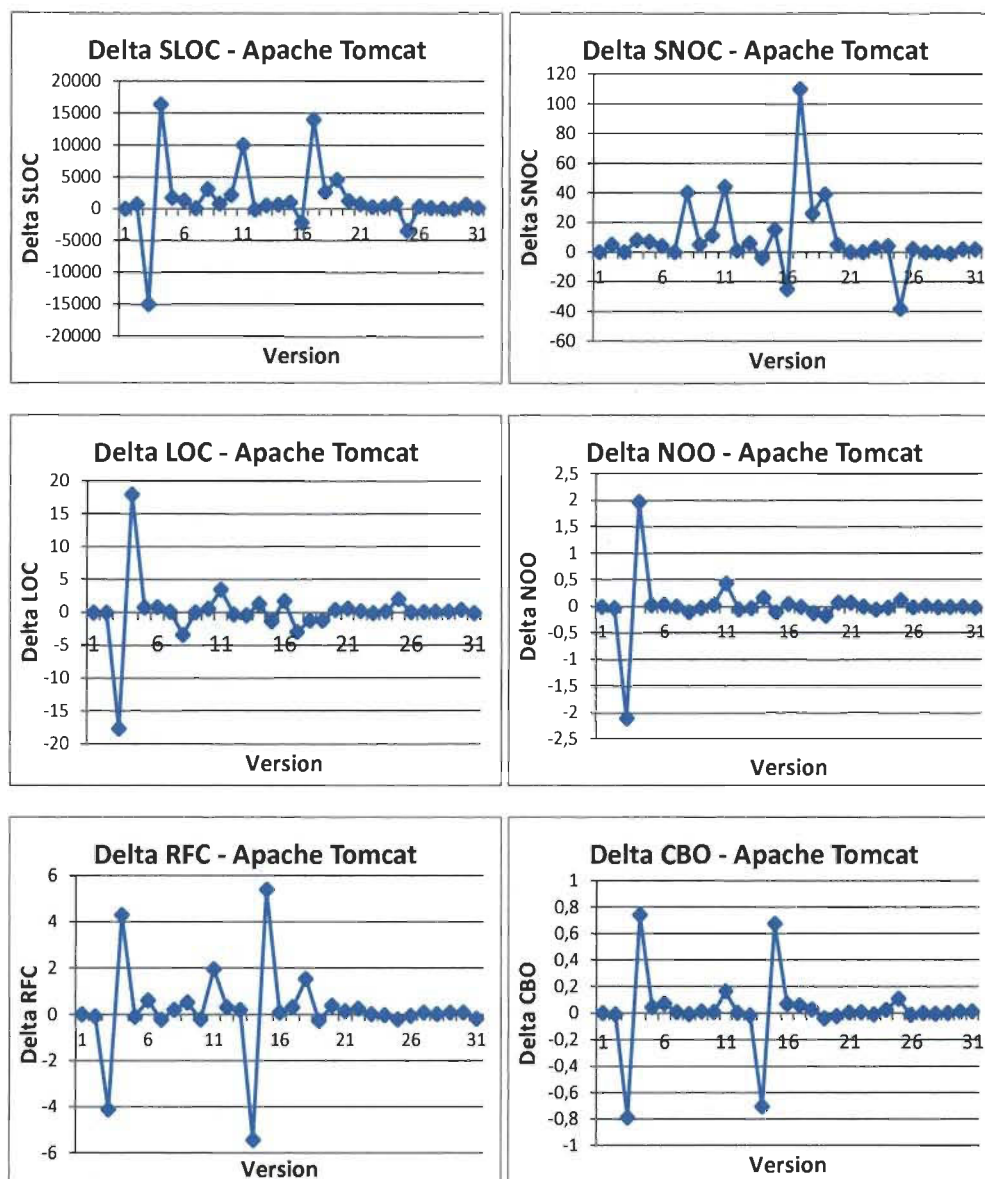 Delta SLOC - Apache Tomcat
20000
15000
10000
5000
0
-5000
-10000
-15000
-20000
1 6 11 16 21 26 31
Delta SLOC
Version
Delta SNOC - Apache Tomcat
120
100
80
60
40
20
0
-20
-40
-60
1 6 11 16 21 26 31
Delta SNOC
Version
Delta LOC - Apache Tomcat
20
15
10
5
0
-5
-10
-15
-20
1 6 11 16 21 26 31
Delta LOC
Version
Delta NOO - Apache Tomcat
2,5
2
1,5
1
0,5
0
-0,5
-1
-1,5
-2
-2,5
1 6 11 16 21 26 31
Delta NOO
Version
Delta RFC - Apache Tomcat
6
4
2
0
-2
-4
-6
1 6 11 16 21 26 31
Delta RFC
Version
Delta CBO - Apache Tomcat
1
0,8
0,6
0,4
0,2
0
-0,2
-0,4
-0,6
-0,8
-1
1 6 11 16 21 26 31
Delta CBO
Version